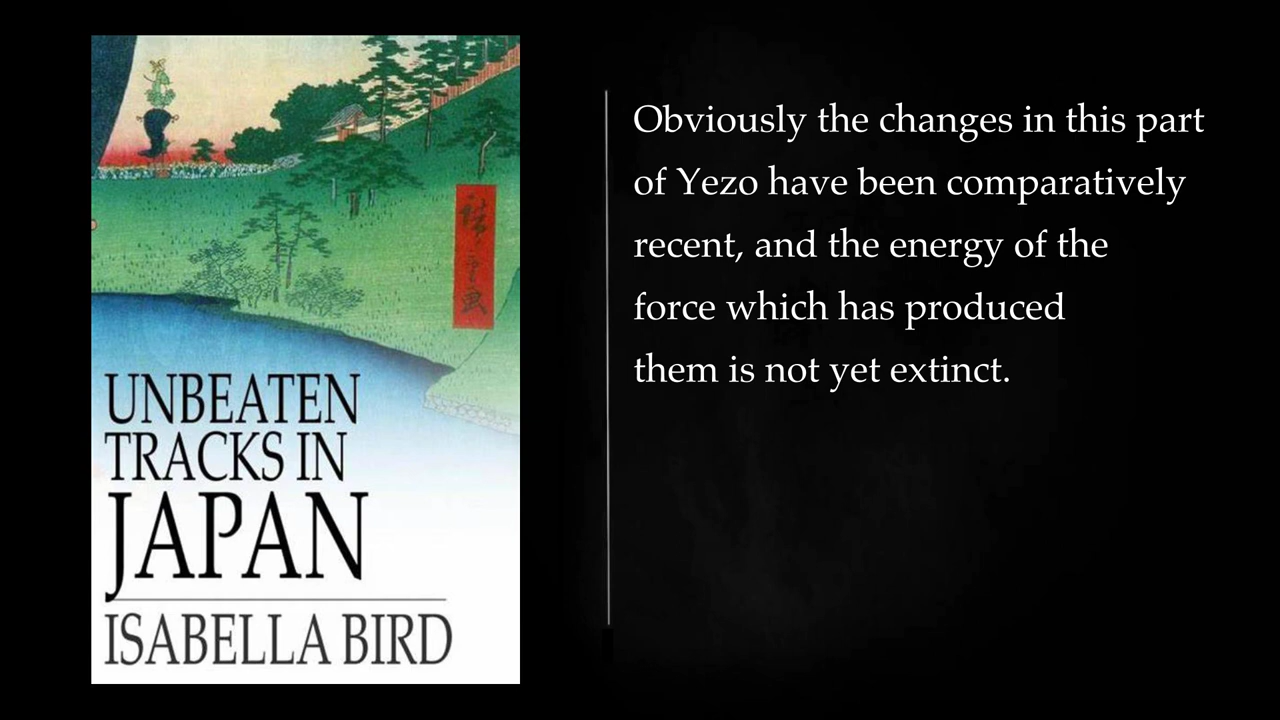 UNBEATEN
TRACKS IN
JAPAN
ISABELLA BIRD
Obviously the changes in this part
of Yezo have been comparatively
recent, and the energy of the
force which has produced
them is not yet extinct.